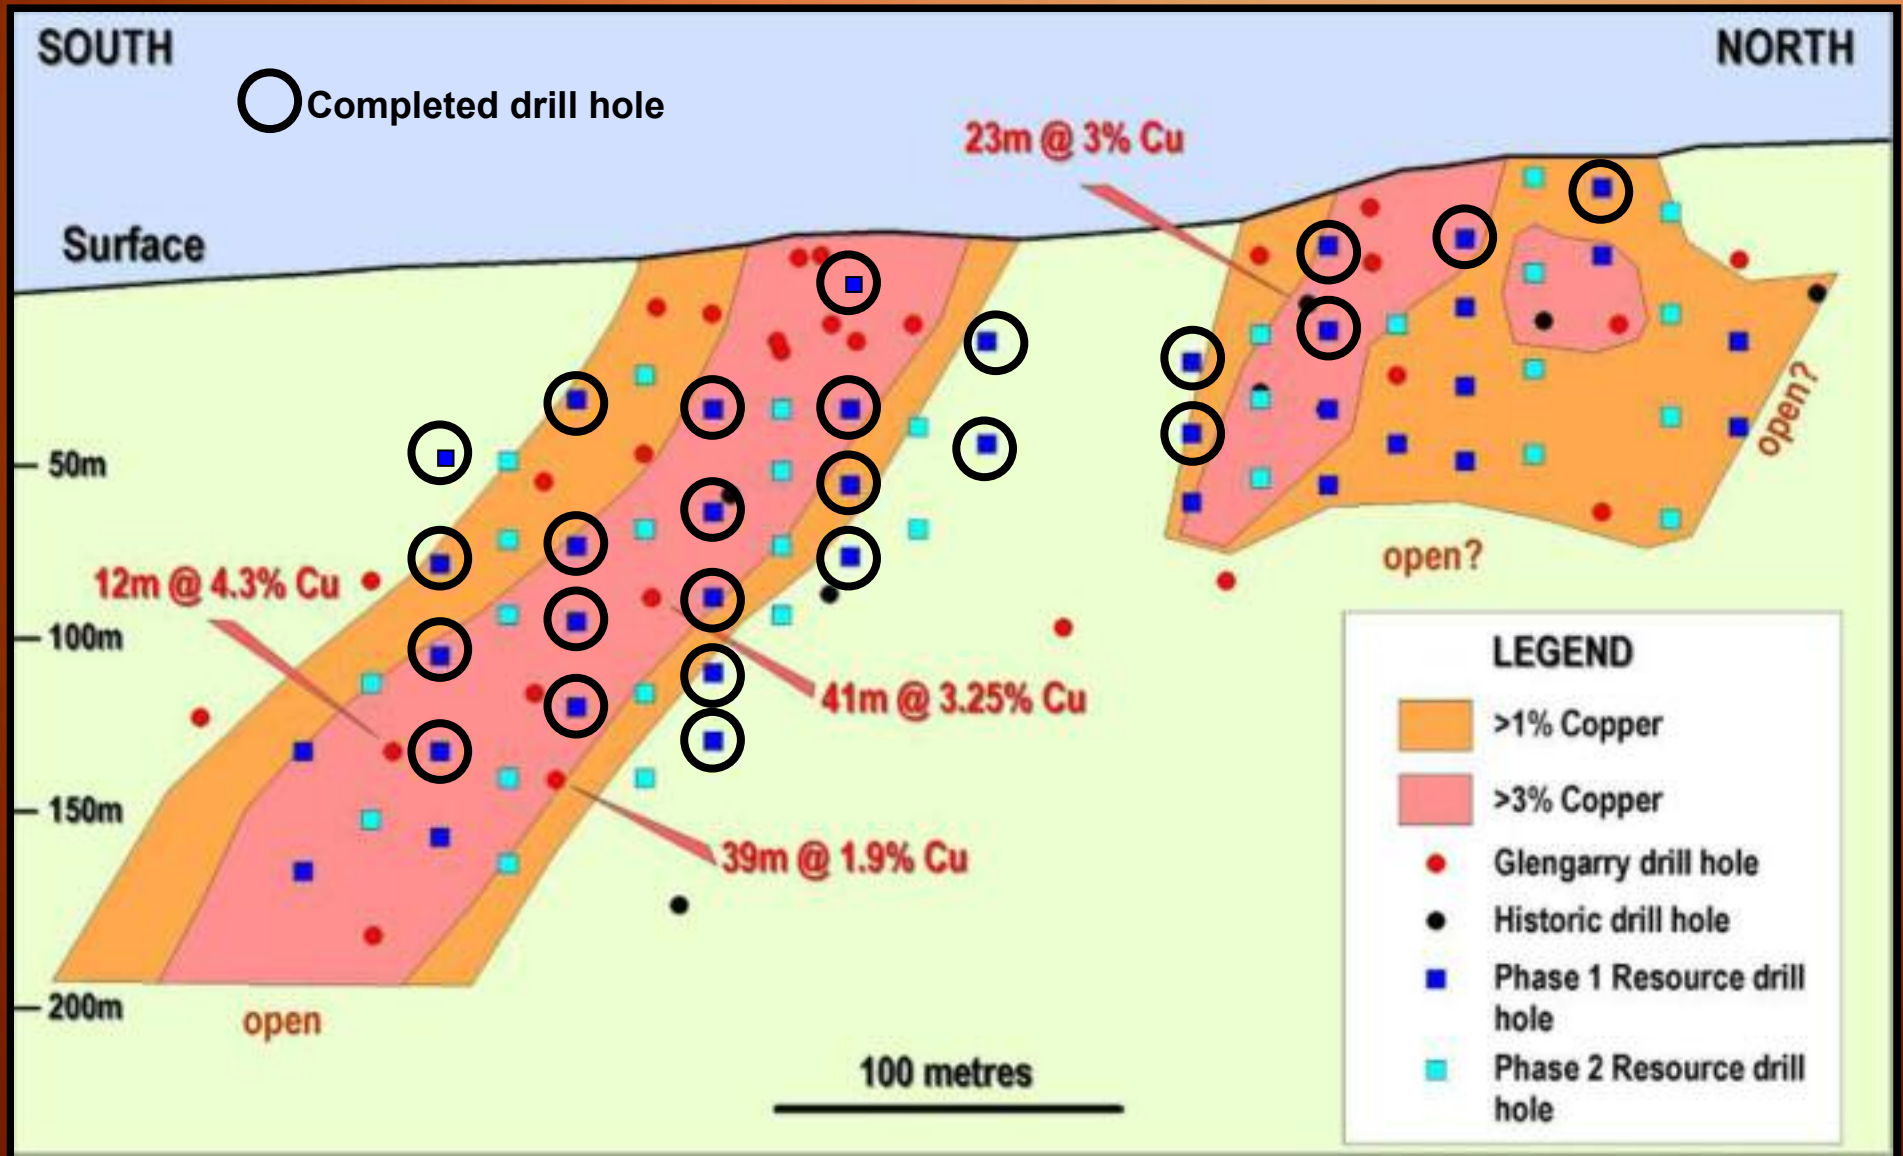 SOUTH
NORTH
Completed drill hole
23m @ 3% Cu
Surface
50m
open?
open?
12m @ 4.3% Cu
100m
41m @ 3.25% Cu
150m
39m @ 1.9% Cu
200m
open
100 metres
LEGEND
>1% Copper
>3% Copper
Glengarry drill hole
Historic drill hole
Phase 1 Resource drill
hole
Phase 2 Resource drill
hole